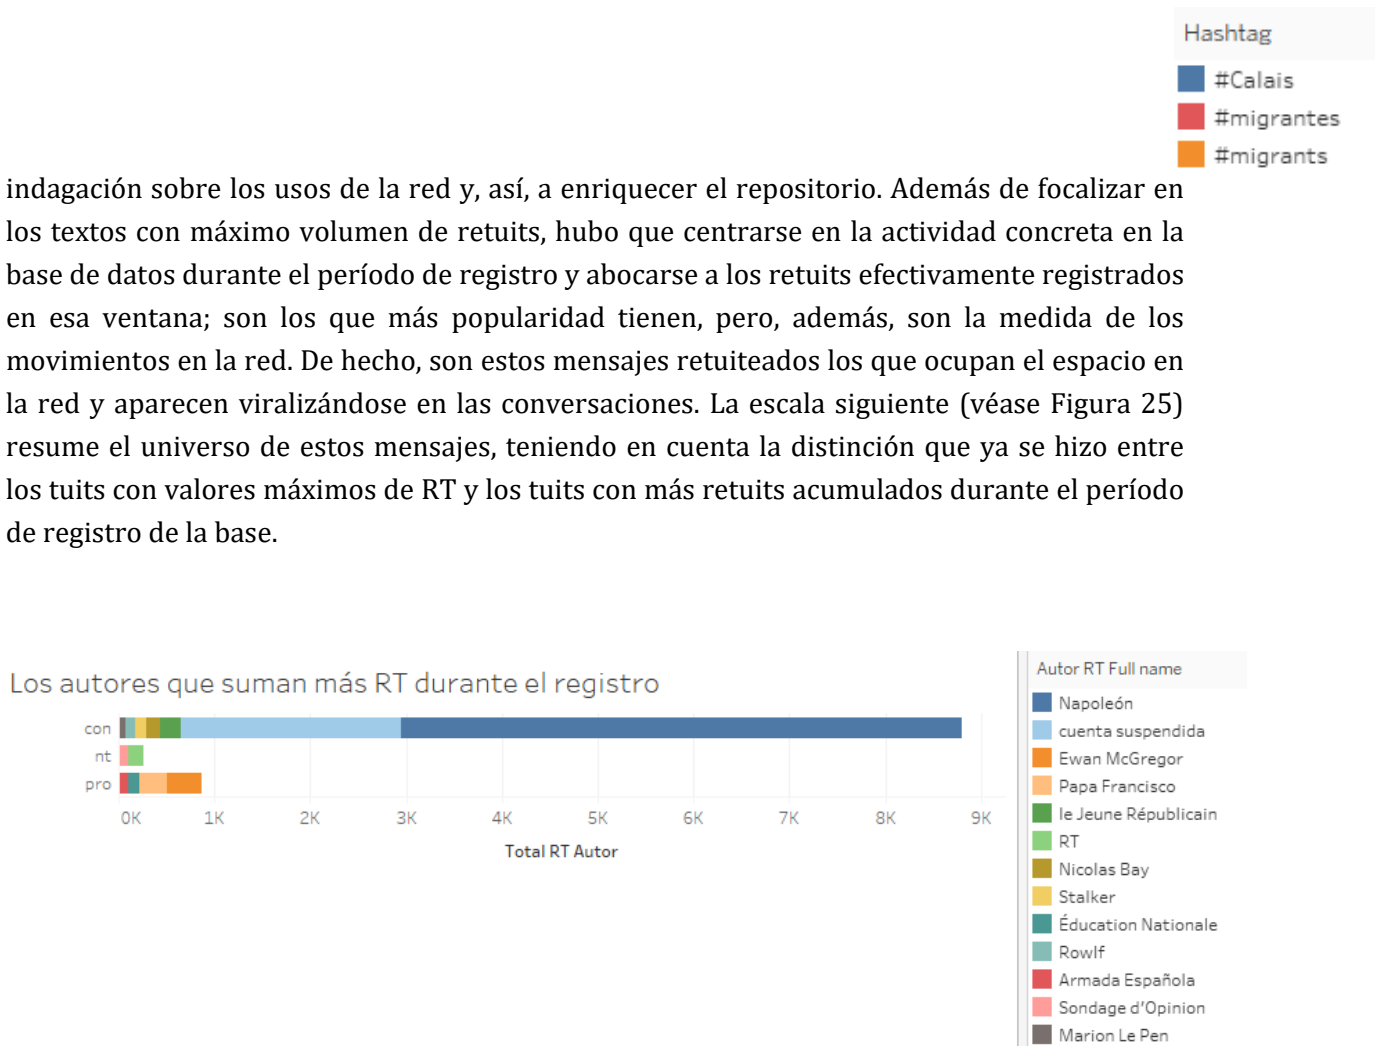 Hashtag
#Calais
#migrantes
#migrants
indagación sobre los usos de la red y, así, a enriquecer el repositorio. Además de focalizar en
los textos con máximo volumen de retuits, hubo que centrarse en la actividad concreta en la
base de datos durante el período de registro y abocarse a los retuits efectivamente registrados
en esa ventana; son los que más popularidad tienen, pero, además, son la medida de los
movimientos en la red. De hecho, son estos mensajes retuiteados los que ocupan el espacio en
la red y aparecen viralizándose en las conversaciones. La escala siguiente (véase Figura 25)
resume el universo de estos mensajes, teniendo en cuenta la distinción que ya se hizo entre
los tuits con valores máximos de RT y los tuits con más retuits acumulados durante el período
de registro de la base.
Los autores que suman más RT durante el registro
con
nt
pro
0K 1K 2K 3K 4K 5K 6K 7K 8K 9K
Total RT Autor
Autor RT Full name
Napoleón
cuenta suspendida
Ewan McGregor
Papa Francisco
le Jeune Républicain
RT
Nicolas Bay
Stalker
Éducation Nationale
Rowlf
Armada Española
Sondage d'Opinion
Marion Le Pen